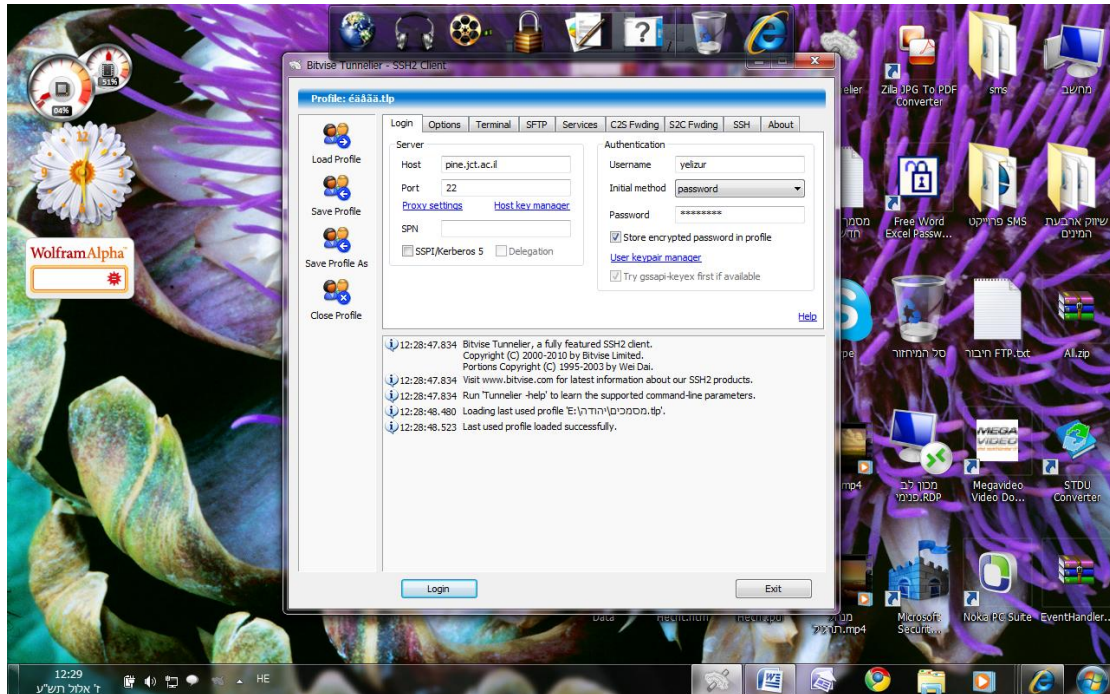 04%
51%
WolframAlpha
Bitvise Tunnelier - SSH2 Client
Profile: éäåãä.tlp
Load Profile
Save Profile
Save Profile As
Close Profile
Login
Options
Terminal
SFTP
Services
C2S Fwding
S2C Fwding
SSH
About
Server
Host
pine.jct.ac.il
Port
22
Proxy settings
Host key manager
SPN
SSPI/Kerberos 5
Delegation
Authentication
Username
yelizur
Initial method
password
Password
********
Store encrypted password in profile
User keypair manager
Try gssapi-keyex first if available
Help
12:28:47.834 Bitvise Tunnelier, a fully featured SSH2 client.
Copyright (C) 2000-2010 by Bitvise Limited.
Portions Copyright (C) 1995-2003 by Wei Dai.
12:28:47.834 Visit www.bitvise.com for latest information about our SSH2 products.
12:28:47.834 Run 'Tunnelier -help' to learn the supported command-line parameters.
12:28:48.480 Loading last used profile 'E:\יהודה\מסמכים.tlp'.
12:28:48.523 Last used profile loaded successfully.
Login
Exit
Zilla JPG To PDF
Converter
sms
מחשב
Free Word
Excel Passw...
SMS פרוייקט
שיווק ארבעת
המינים
סל המיחזור
חיבור FTP.txt
All.zip
MEGA
VIDEO
מכון לב
פנימי.RDP
Megavideo
Video Do...
STDU
Converter
Microsoft
Securit...
Nokia PC Suite
EventHandler...
12:29
ז' אלול תש"ע
HE